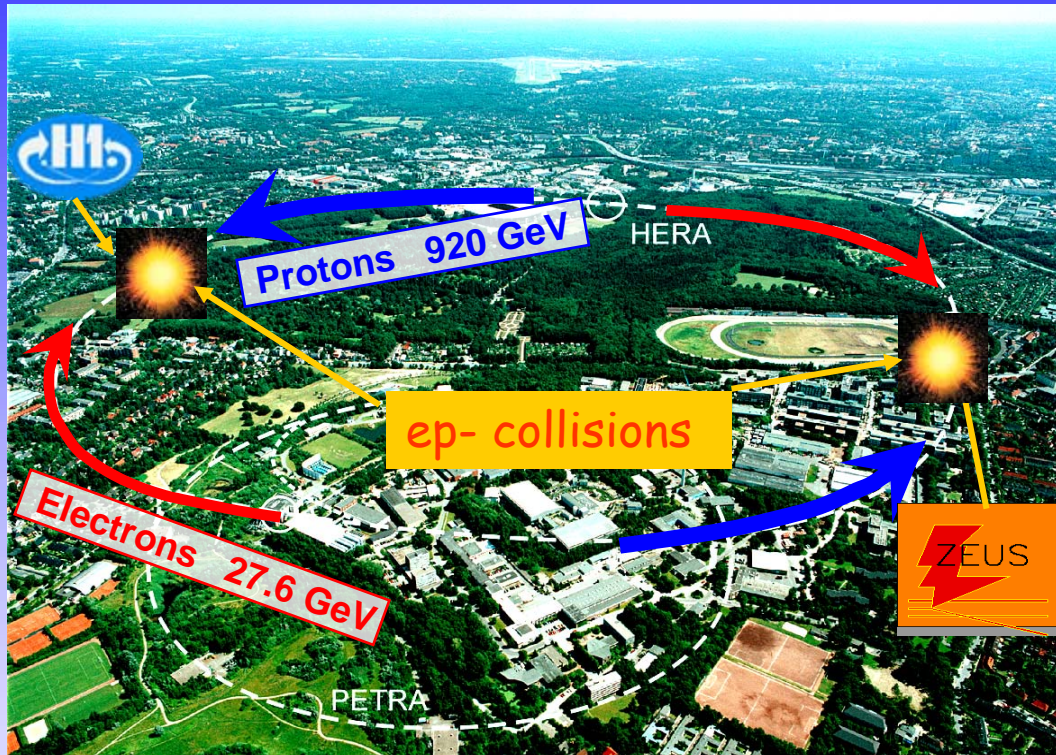 H1
HERA
Protons 920 GeV
ep- collisions
Electrons 27.6 GeV
ZEUS
PETRA